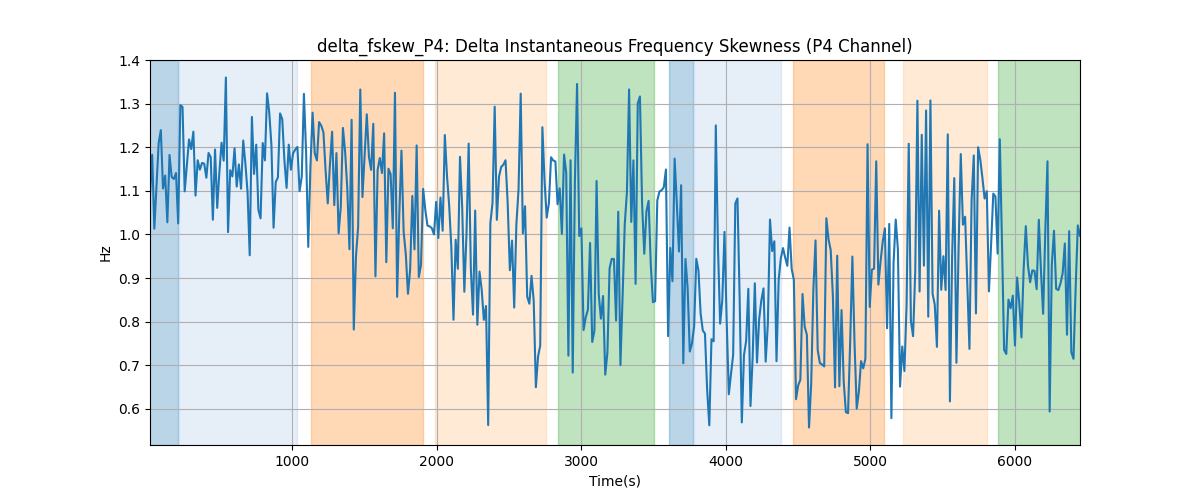 delta_fskew_P4: Delta Instantaneous Frequency Skewness (P4 Channel)
1.4
1.3
1.2
1.1
1.0
0.9
0.8
0.7
0.6
Hz
1000 2000 3000 4000 5000 6000
Time(s)